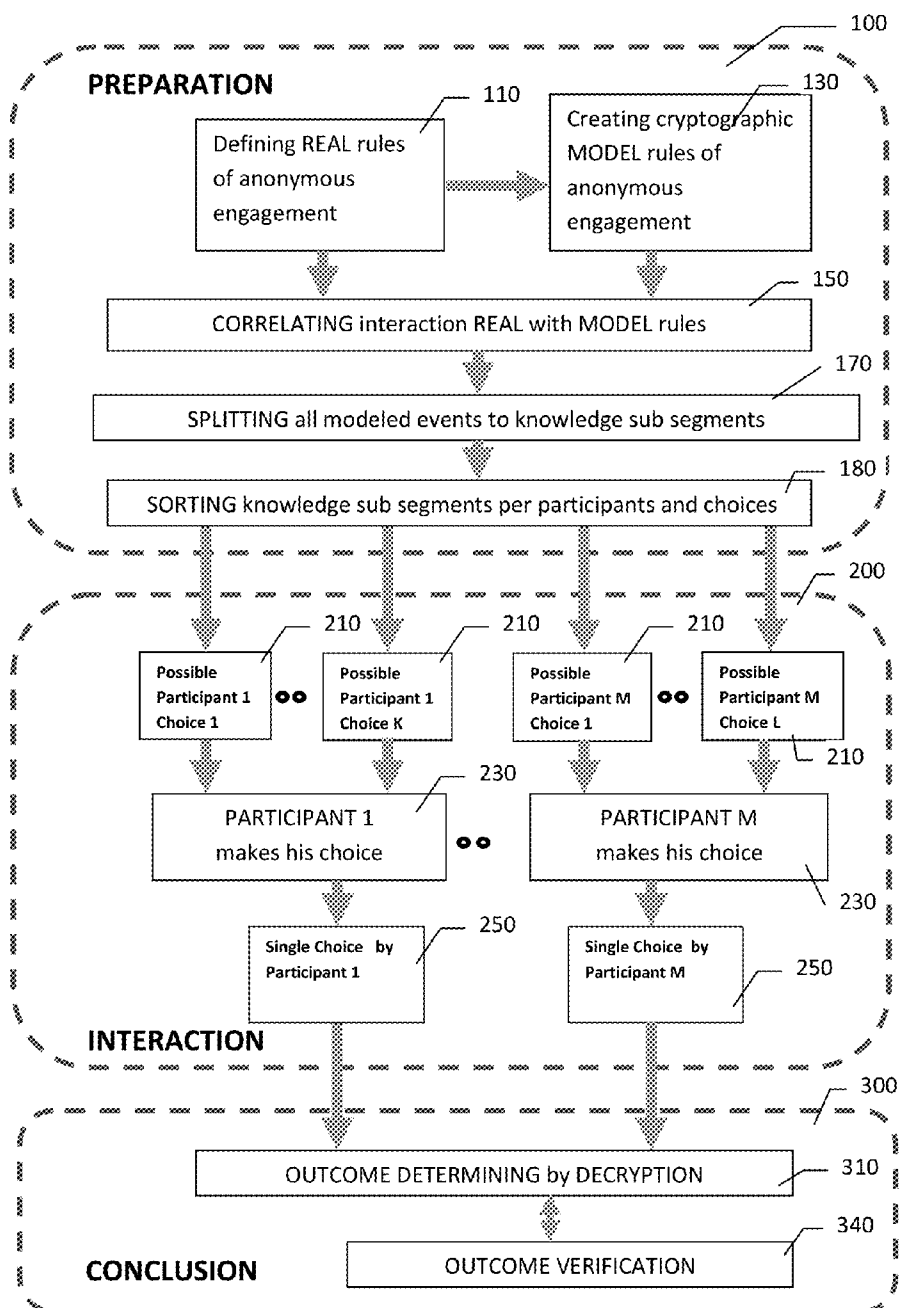 100
PREPARATION
110
130
Defining REAL rules
of anonymous
engagement
Creating cryptographic
MODEL rules of
anonymous
engagement
150
CORRELATING interaction REAL with MODEL rules
170
SPLITTING all modeled events to knowledge sub segments
180
SORTING knowledge sub segments per participants and choices
200
210
210
210
Possible
Participant 1
Choice 1
Possible
Participant 1
Choice K
Possible
Participant M
Choice 1
Possible
Participant M
Choice L
210
230
PARTICIPANT 1
makes his choice
PARTICIPANT M
makes his choice
230
250
Single Choice by
Participant 1
Single Choice by
Participant M
250
INTERACTION
300
310
OUTCOME DETERMINING by DECRYPTION
340
OUTCOME VERIFICATION
CONCLUSION